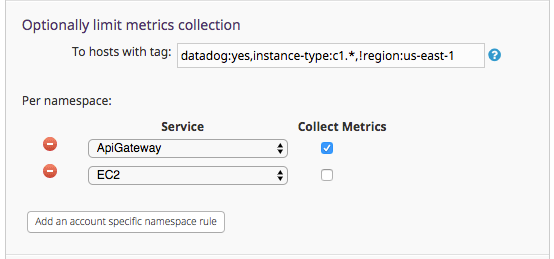 Optionally limit metrics collection
To hosts with tag: datadog:yes,instance-type:c1.*,!region:us-east-1 ?
Per namespace:
Service Collect Metrics
ApiGateway
EC2
Add an account specific namespace rule